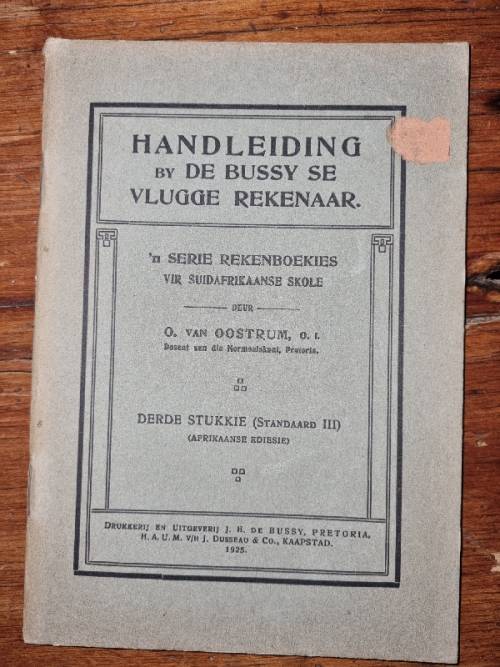 HANDLEIDING
BY DE BUSSY SE
VLUGGE REKENAAR.
'n SERIE REKENBOEKIES
VIR SUIDAFRIKAANSE SKOLE
DEUR
O. VAN OOSTRUM, O. I.
Dosent aan die Normaalskool, Pretoria.
DERDE STUKKIE (STANDAARD III)
(AFRIKAANSE EDIESIE)
DRUKKERIJ EN UITGEVERIJ J. H. DE BUSSY, PRETORIA,
H. A. U. M. V/H J. DUSSEAU & CO., KAAPSTAD.
1925.